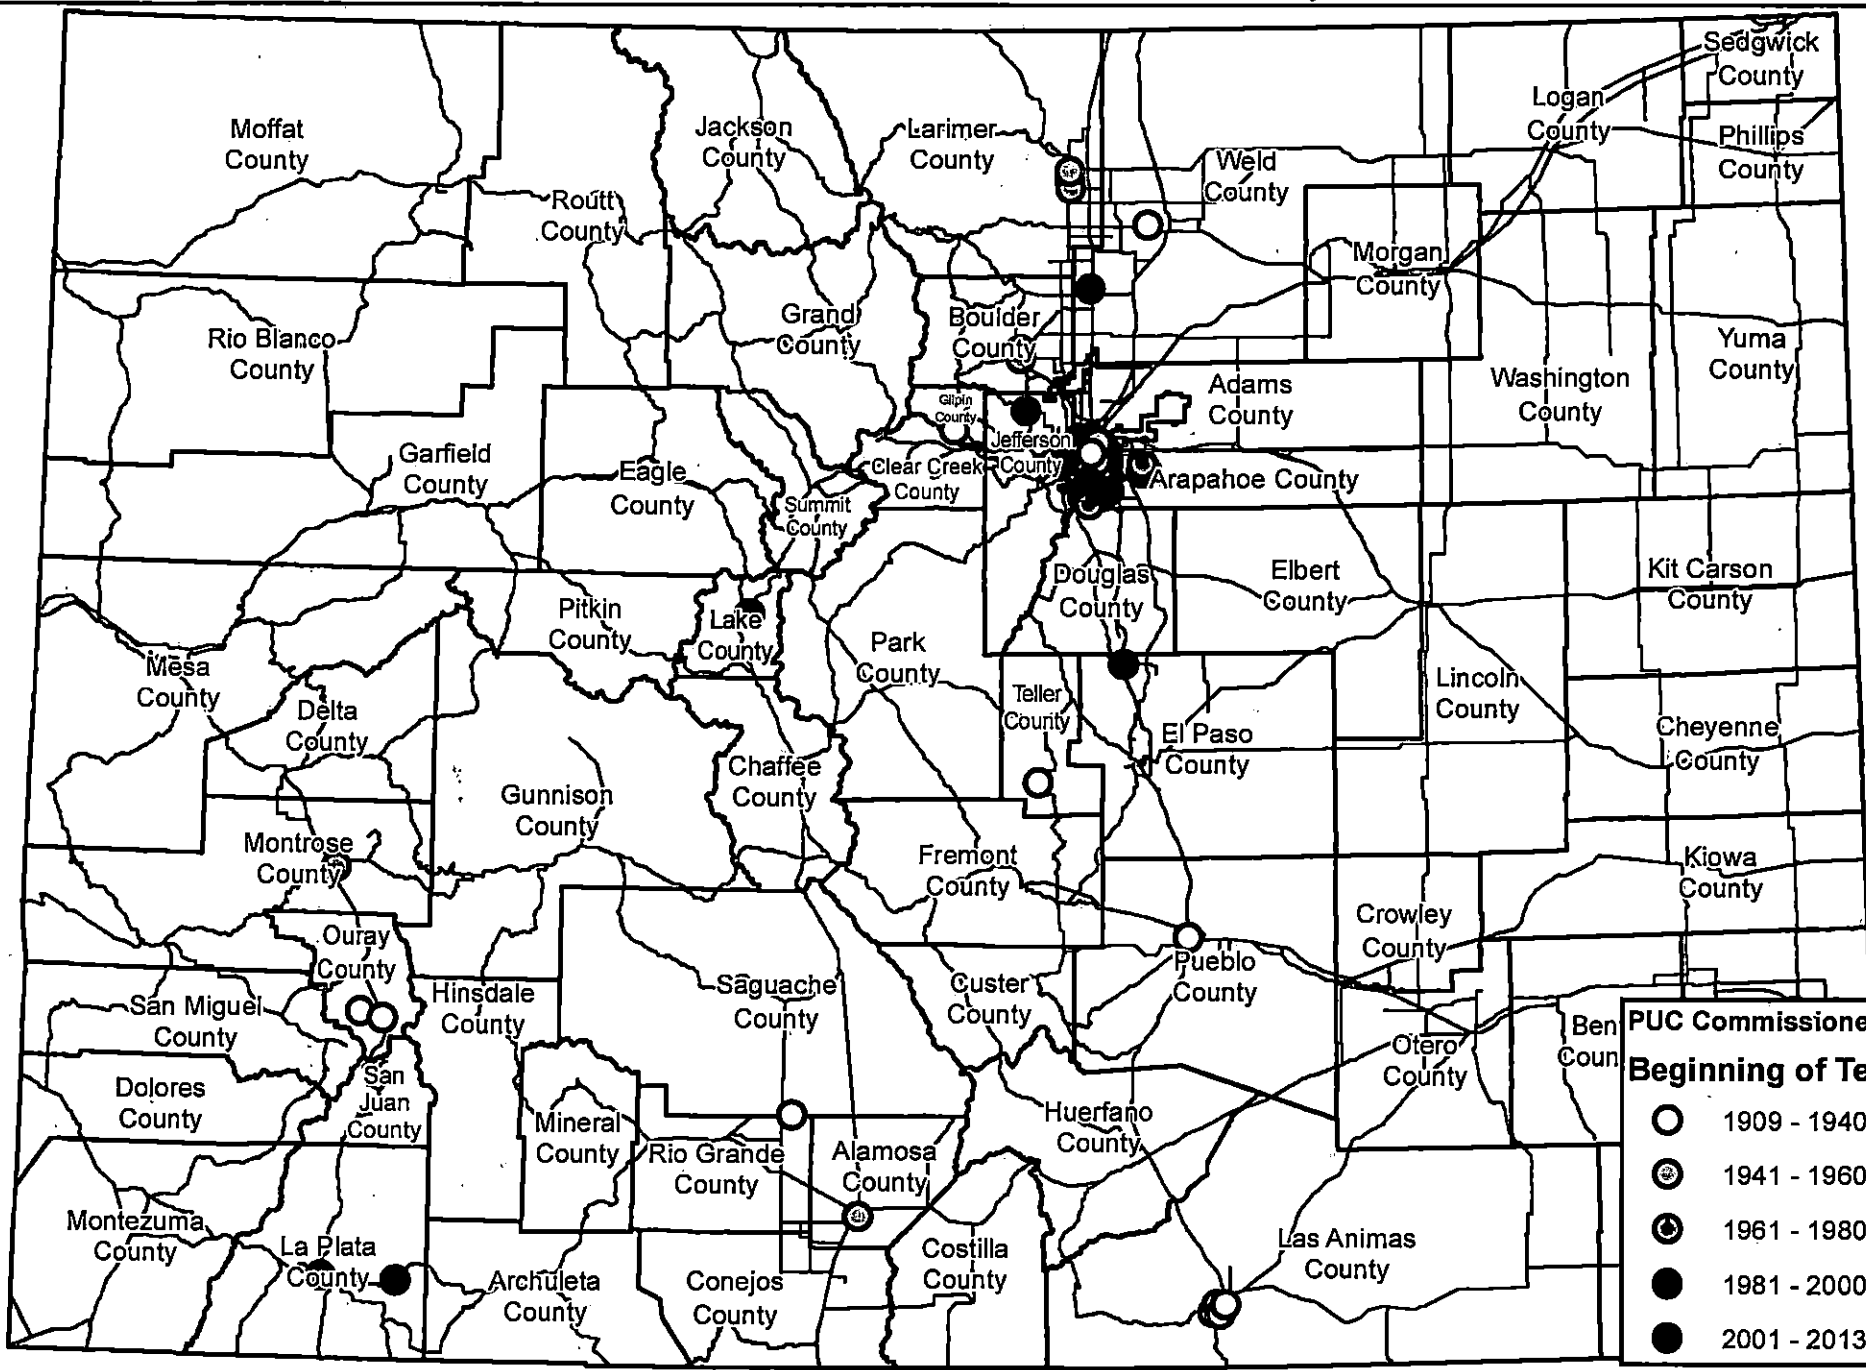 Sedgwick
County
Logan
County
Phillips
County
Moffat
County
Jackson
County
Larimer
County
Weld
County
Routt
County
Morgan
County
Grand
County
Boulder
County
Rio Blanco
County
Yuma
County
Washington
County
Adams
County
Gilpin
County
Jefferson
County
Garfield
County
Eagle
County
Clear Creek
County
Arapahoe County
Summit
County
Douglas
County
Elbert
County
Kit Carson
County
Pitkin
County
Lake
County
Park
County
Mesa
County
Delta
County
Teller
County
Lincoln
County
El Paso
County
Cheyenne
County
Chaffee
County
Gunnison
County
Montrose
County
Fremont
County
Kiowa
County
Crowley
County
Ouray
County
Pueblo
County
Saguache
County
Custer
County
Hinsdale
County
San Miguel
County
Otero
County
Ben
Coun
San
Juan
County
Dolores
County
Mineral
County
Huerfano
County
Rio Grande
County
Alamosa
County
Montezuma
County
La Plata
County
Archuleta
County
Conejos
County
Costilla
County
Las Animas
County
PUC Commissione
Beginning of Te
1909 - 1940
1941 - 1960
1961 - 1980
1981 - 2000
2001 - 2013